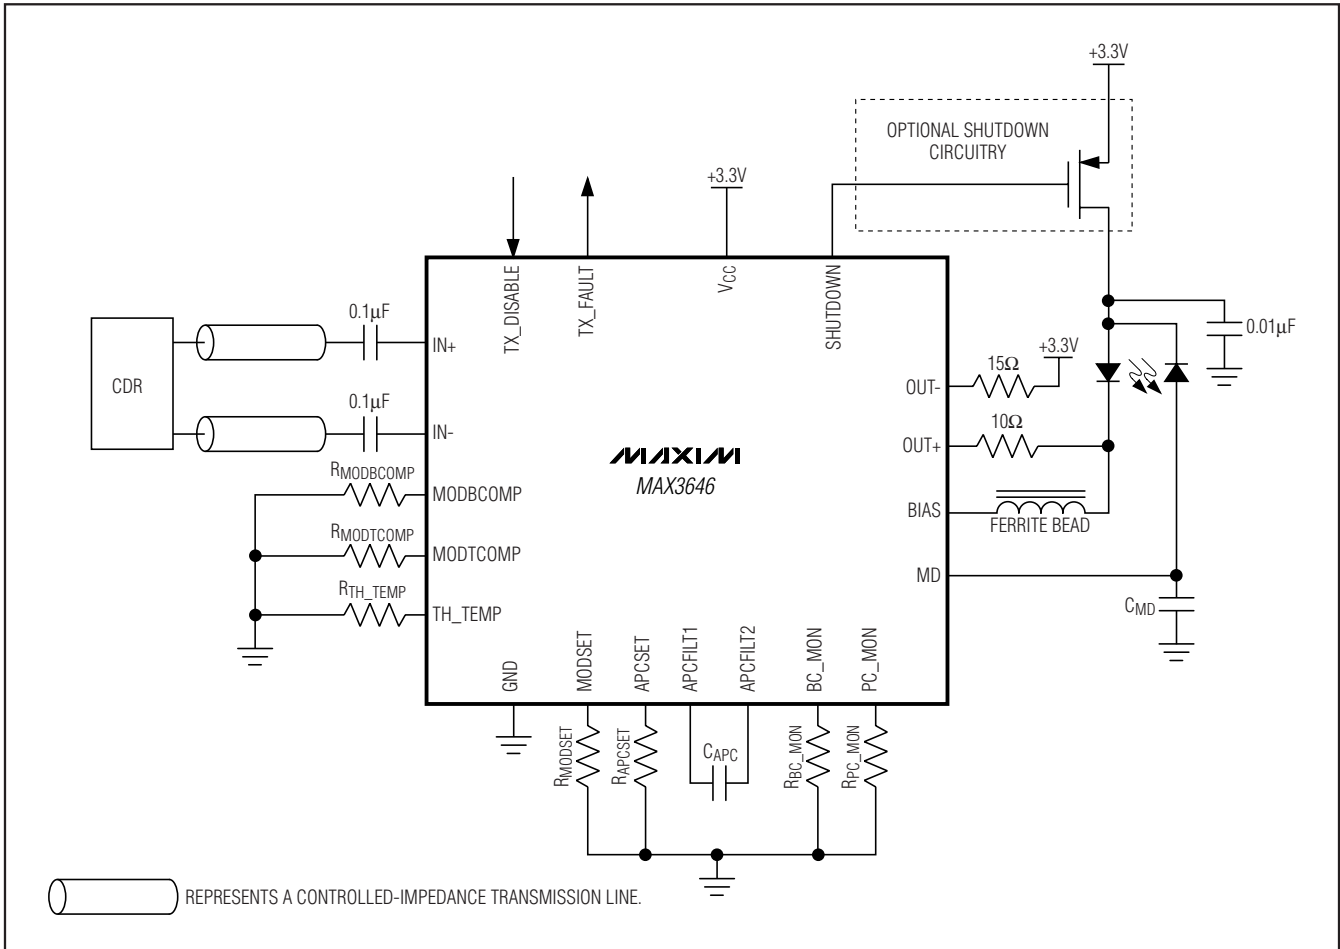 +3.3V
OPTIONAL SHUTDOWN
CIRCUITRY
+3.3V
TX_DISABLE
TX_FAULT
VCC
SHUTDOWN
0.1µF
0.01µF
CDR
IN+
+3.3V
15Ω
OUT-
0.1µF
10Ω
IN-
OUT+
MAXIM
MAX3646
RMODBCOMP
MODBCOMP
BIAS
FERRITE BEAD
RMODTCOMP
MODTCOMP
MD
RTH_TEMP
TH_TEMP
CMD
GND
MODSET
APCSET
APCFILT1
APCFILT2
BC_MON
PC_MON
RMODSET
RAPCSET
CAPC
RBC_MON
RPC_MON
REPRESENTS A CONTROLLED-IMPEDANCE TRANSMISSION LINE.